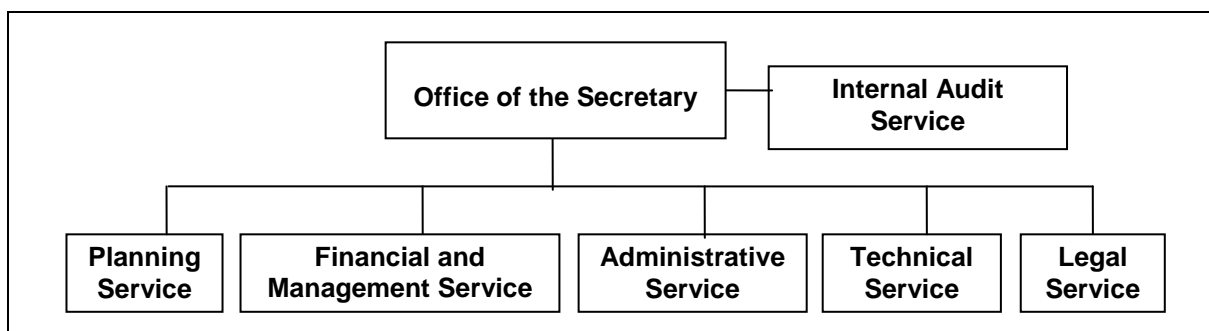 Office of the Secretary
Internal Audit
Service
Planning
Service
Financial and
Management Service
Administrative
Service
Technical
Service
Legal
Service